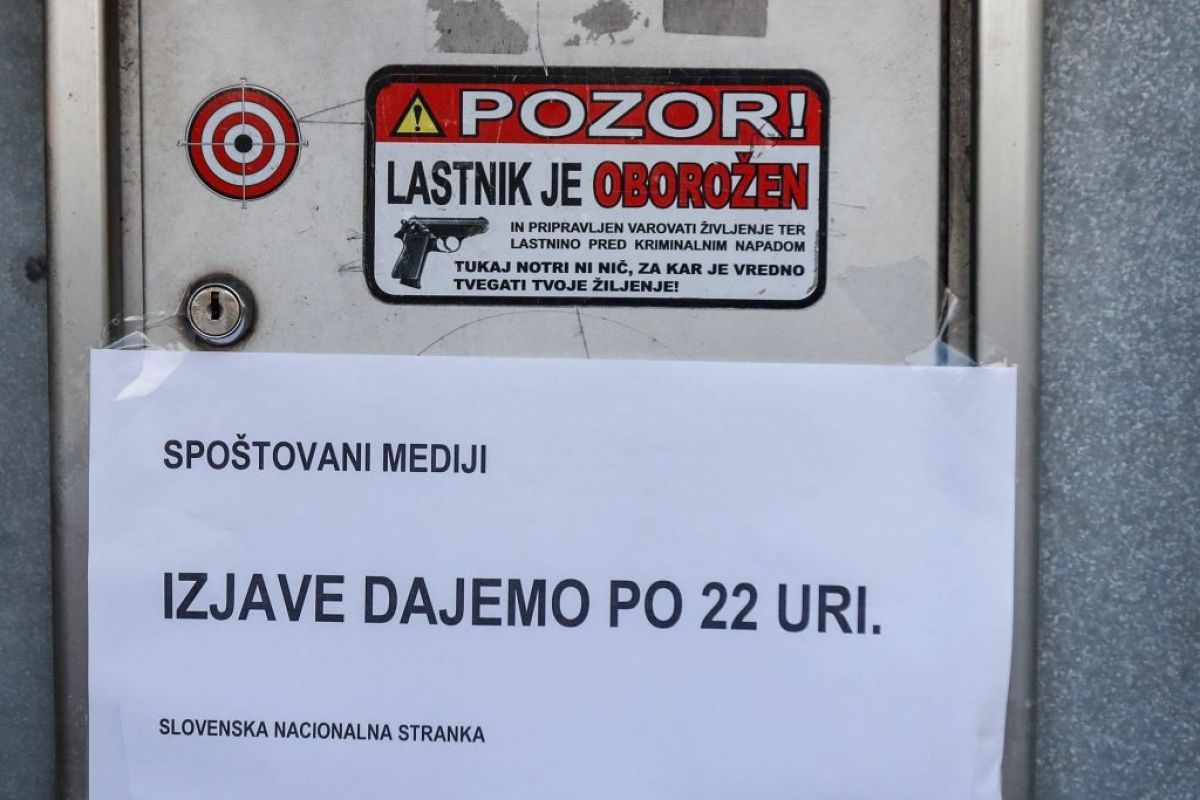 POZOR!
LASTNIK JE OBOROŽEN
IN PRIPRAVLJEN VAROVATI ŽIVLJENJE TER
LASTNINO PRED KRIMINALNIM NAPADOM
TUKAJ NOTRI NI NIČ, ZA KAR JE VREDNO
TVEGATI TVOJE ŽILJENJE!
SPOŠTOVANI MEDIJI
IZJAVE DAJEMO PO 22 URI.
SLOVENSKA NACIONALNA STRANKA